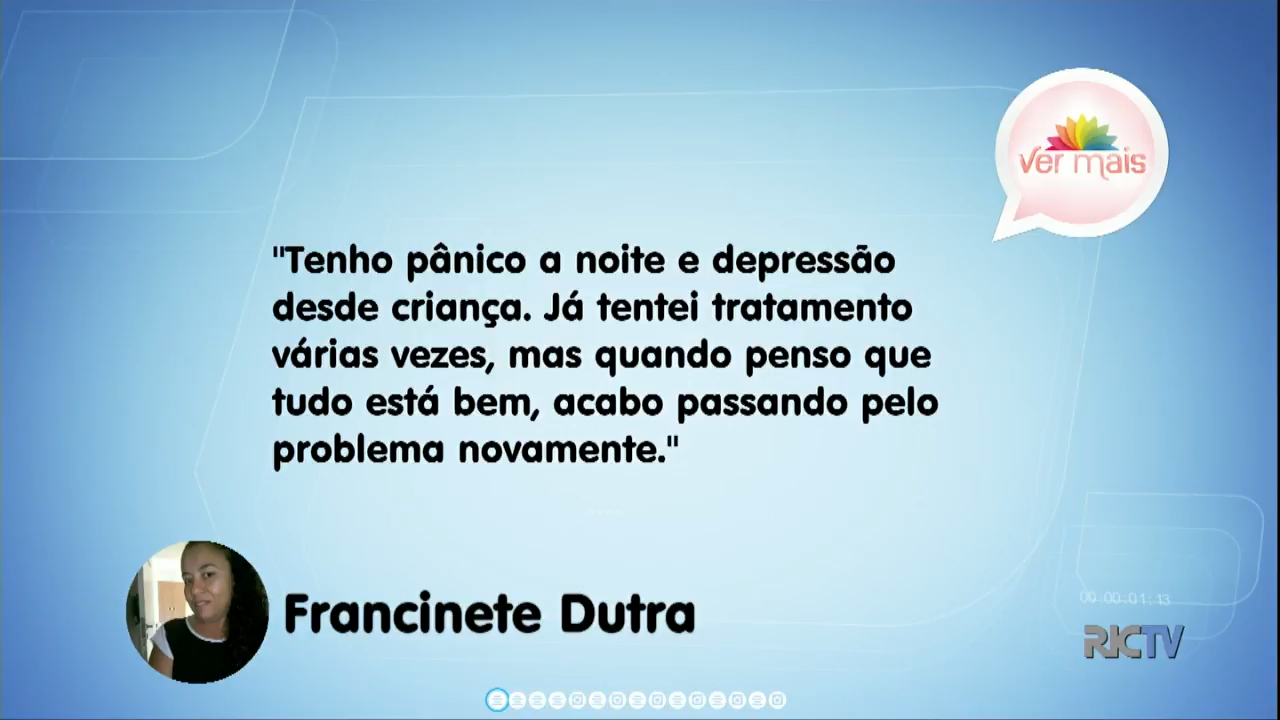 ver mais
"Tenho pânico a noite e depressão
desde criança. Já tentei tratamento
várias vezes, mas quando penso que
tudo está bem, acabo passando pelo
problema novamente."
Francinete Dutra
00:00:01:13
RICTV